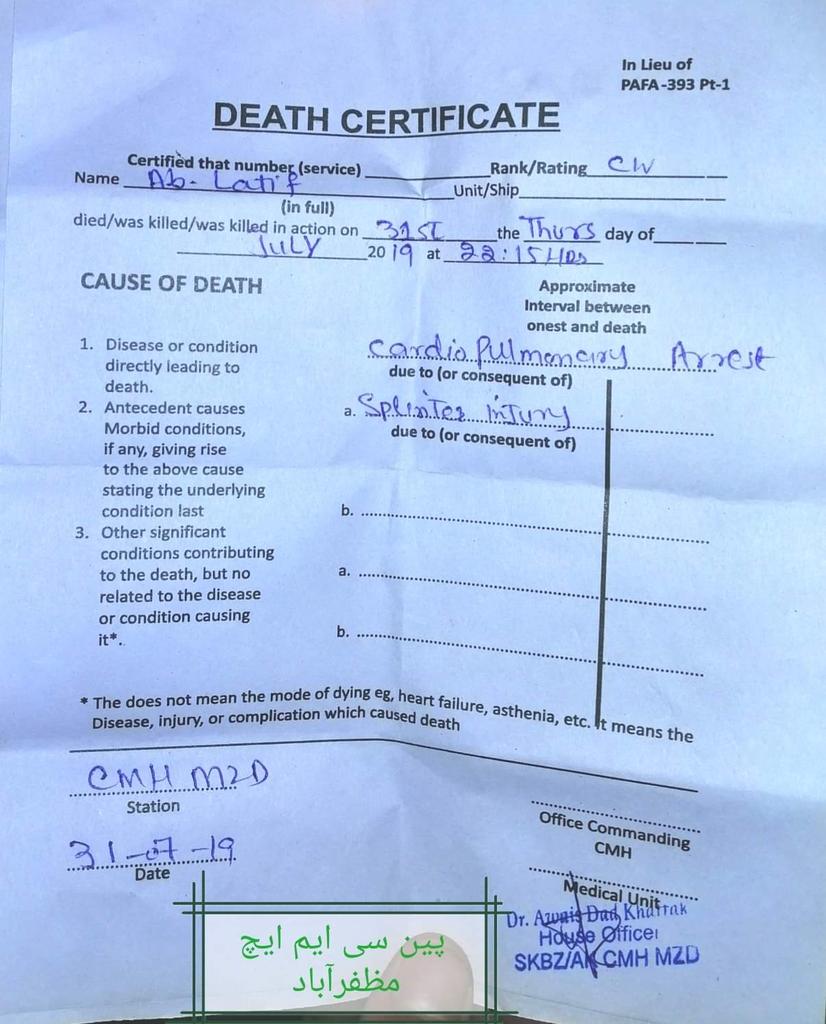 In Lieu of
PAFA-393 Pt-1
DEATH CERTIFICATE
Certified that number (service) Rank/Rating CIV
Name Ab. Latif Unit/Ship
(in full)
died/was killed/was killed in action on 31st the Thurs day of
July 2019 at 22:15 Hrs
CAUSE OF DEATH
Approximate
Interval between
onest and death
1. Disease or condition
directly leading to
death.
Cardio Pulmonary Arrest
due to (or consequent of)
2. Antecedent causes
Morbid conditions,
if any, giving rise
to the above cause
stating the underlying
condition last
a. Splinter injury
due to (or consequent of)
b.
3. Other significant
conditions contributing
to the death, but no
related to the disease
or condition causing
it*.
a.
b.
* The does not mean the mode of dying eg, heart failure, asthenia, etc. It means the
Disease, injury, or complication which caused death
CMH MZD
Station
31-07-19
Date
Office Commanding
CMH
Medical Unit
Dr. Awais Dad Khattak
House Officer
SKBZ/AK CMH MZD
پین سی ایم ایچ
مظفرآباد